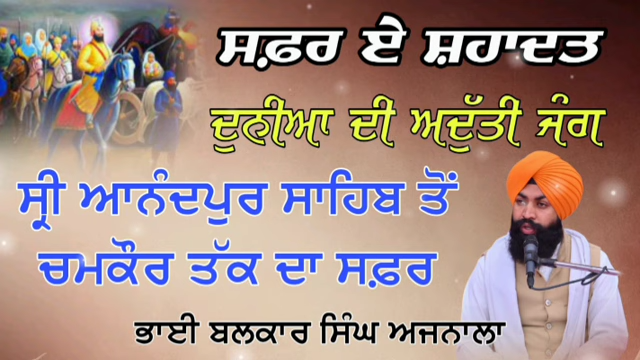 ਸਫ਼ਰ ਏ ਸ਼ਹਾਦਤ
ਦੁਨੀਆ ਦੀ ਅਦੁੱਤੀ ਜੰਗ
ਸ੍ਰੀ ਆਨੰਦਪੁਰ ਸਾਹਿਬ ਤੋਂ
ਚਮਕੌਰ ਤੱਕ ਦਾ ਸਫ਼ਰ
ਭਾਈ ਬਲਕਾਰ ਸਿੰਘ ਅਜਨਾਲਾ